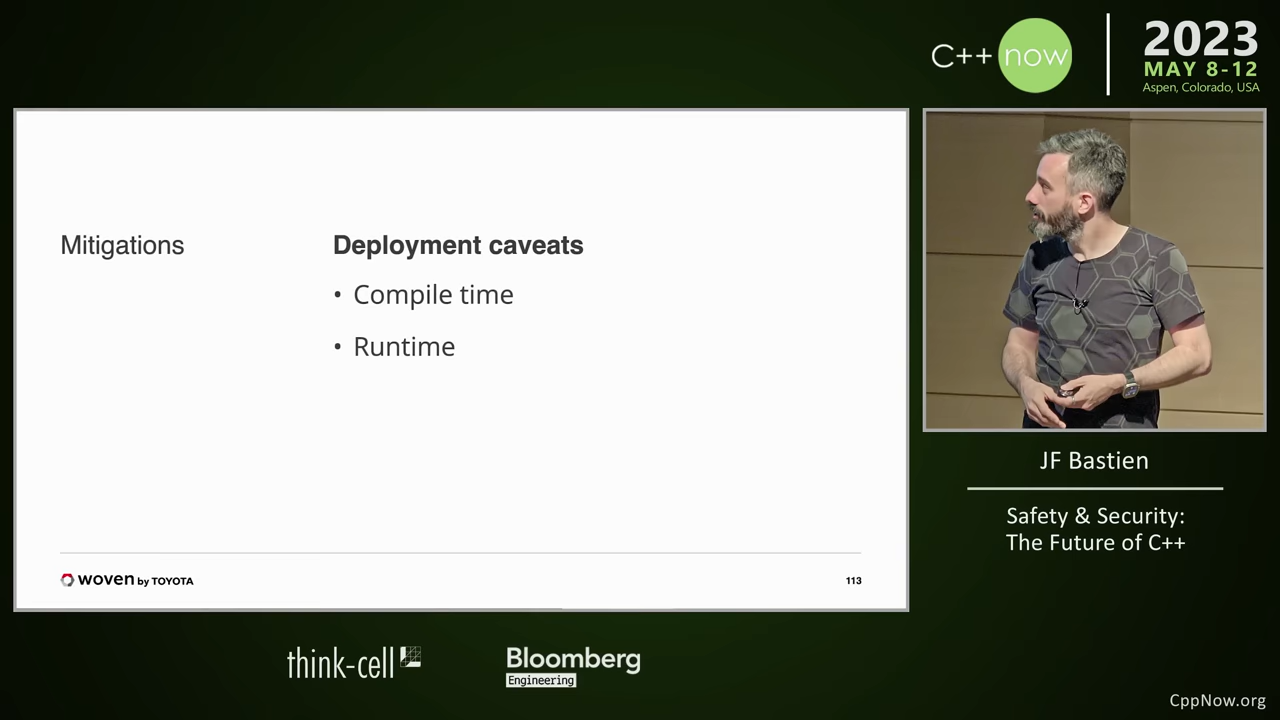 C++ now
2023
MAY 8-12
Aspen, Colorado, USA
Mitigations
Deployment caveats
• Compile time
• Runtime
woven by TOYOTA
113
JF Bastien
Safety & Security:
The Future of C++
think-cell
Bloomberg
Engineering
CppNow.org